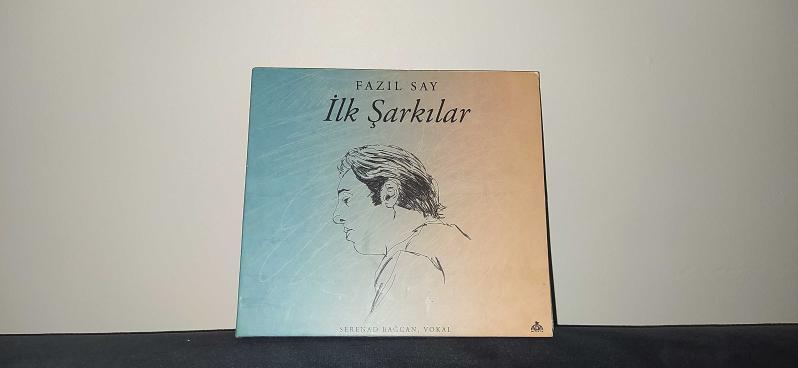 FAZIL SAY
İlk Şarkılar
SERENAD BAĞCAN, VOKAL